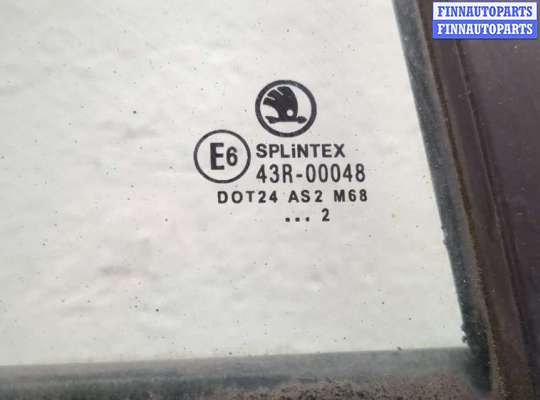 FINNAUTOPARTS
FINNAUTOPARTS
E6
SPLiNTEX
43R-00048
DOT24 AS2 M68
... 2